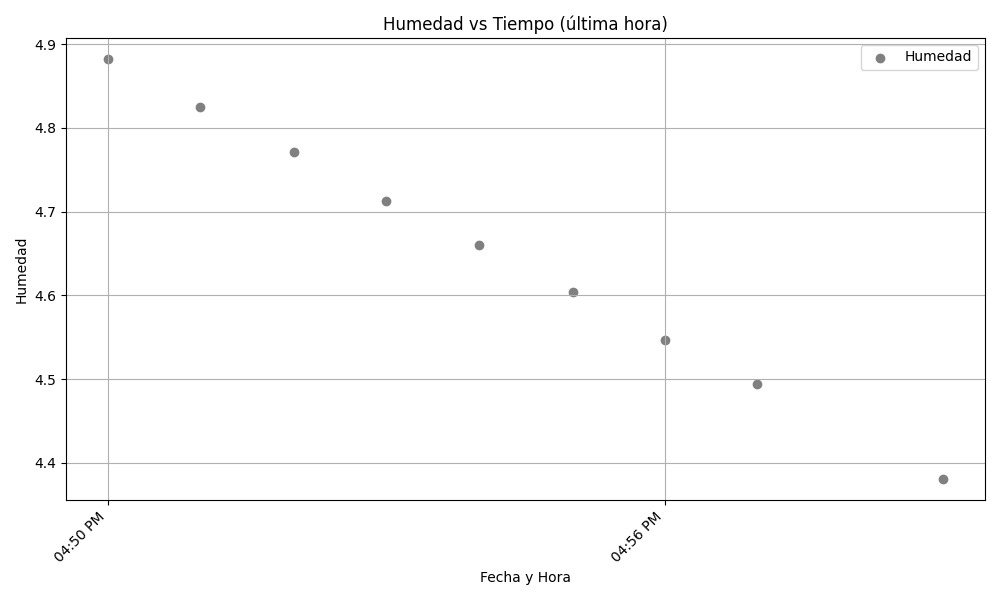 Humedad vs Tiempo (última hora)
Humedad
4.9
4.8
4.7
4.6
4.5
4.4
Humedad
04:50 PM
04:56 PM
Fecha y Hora